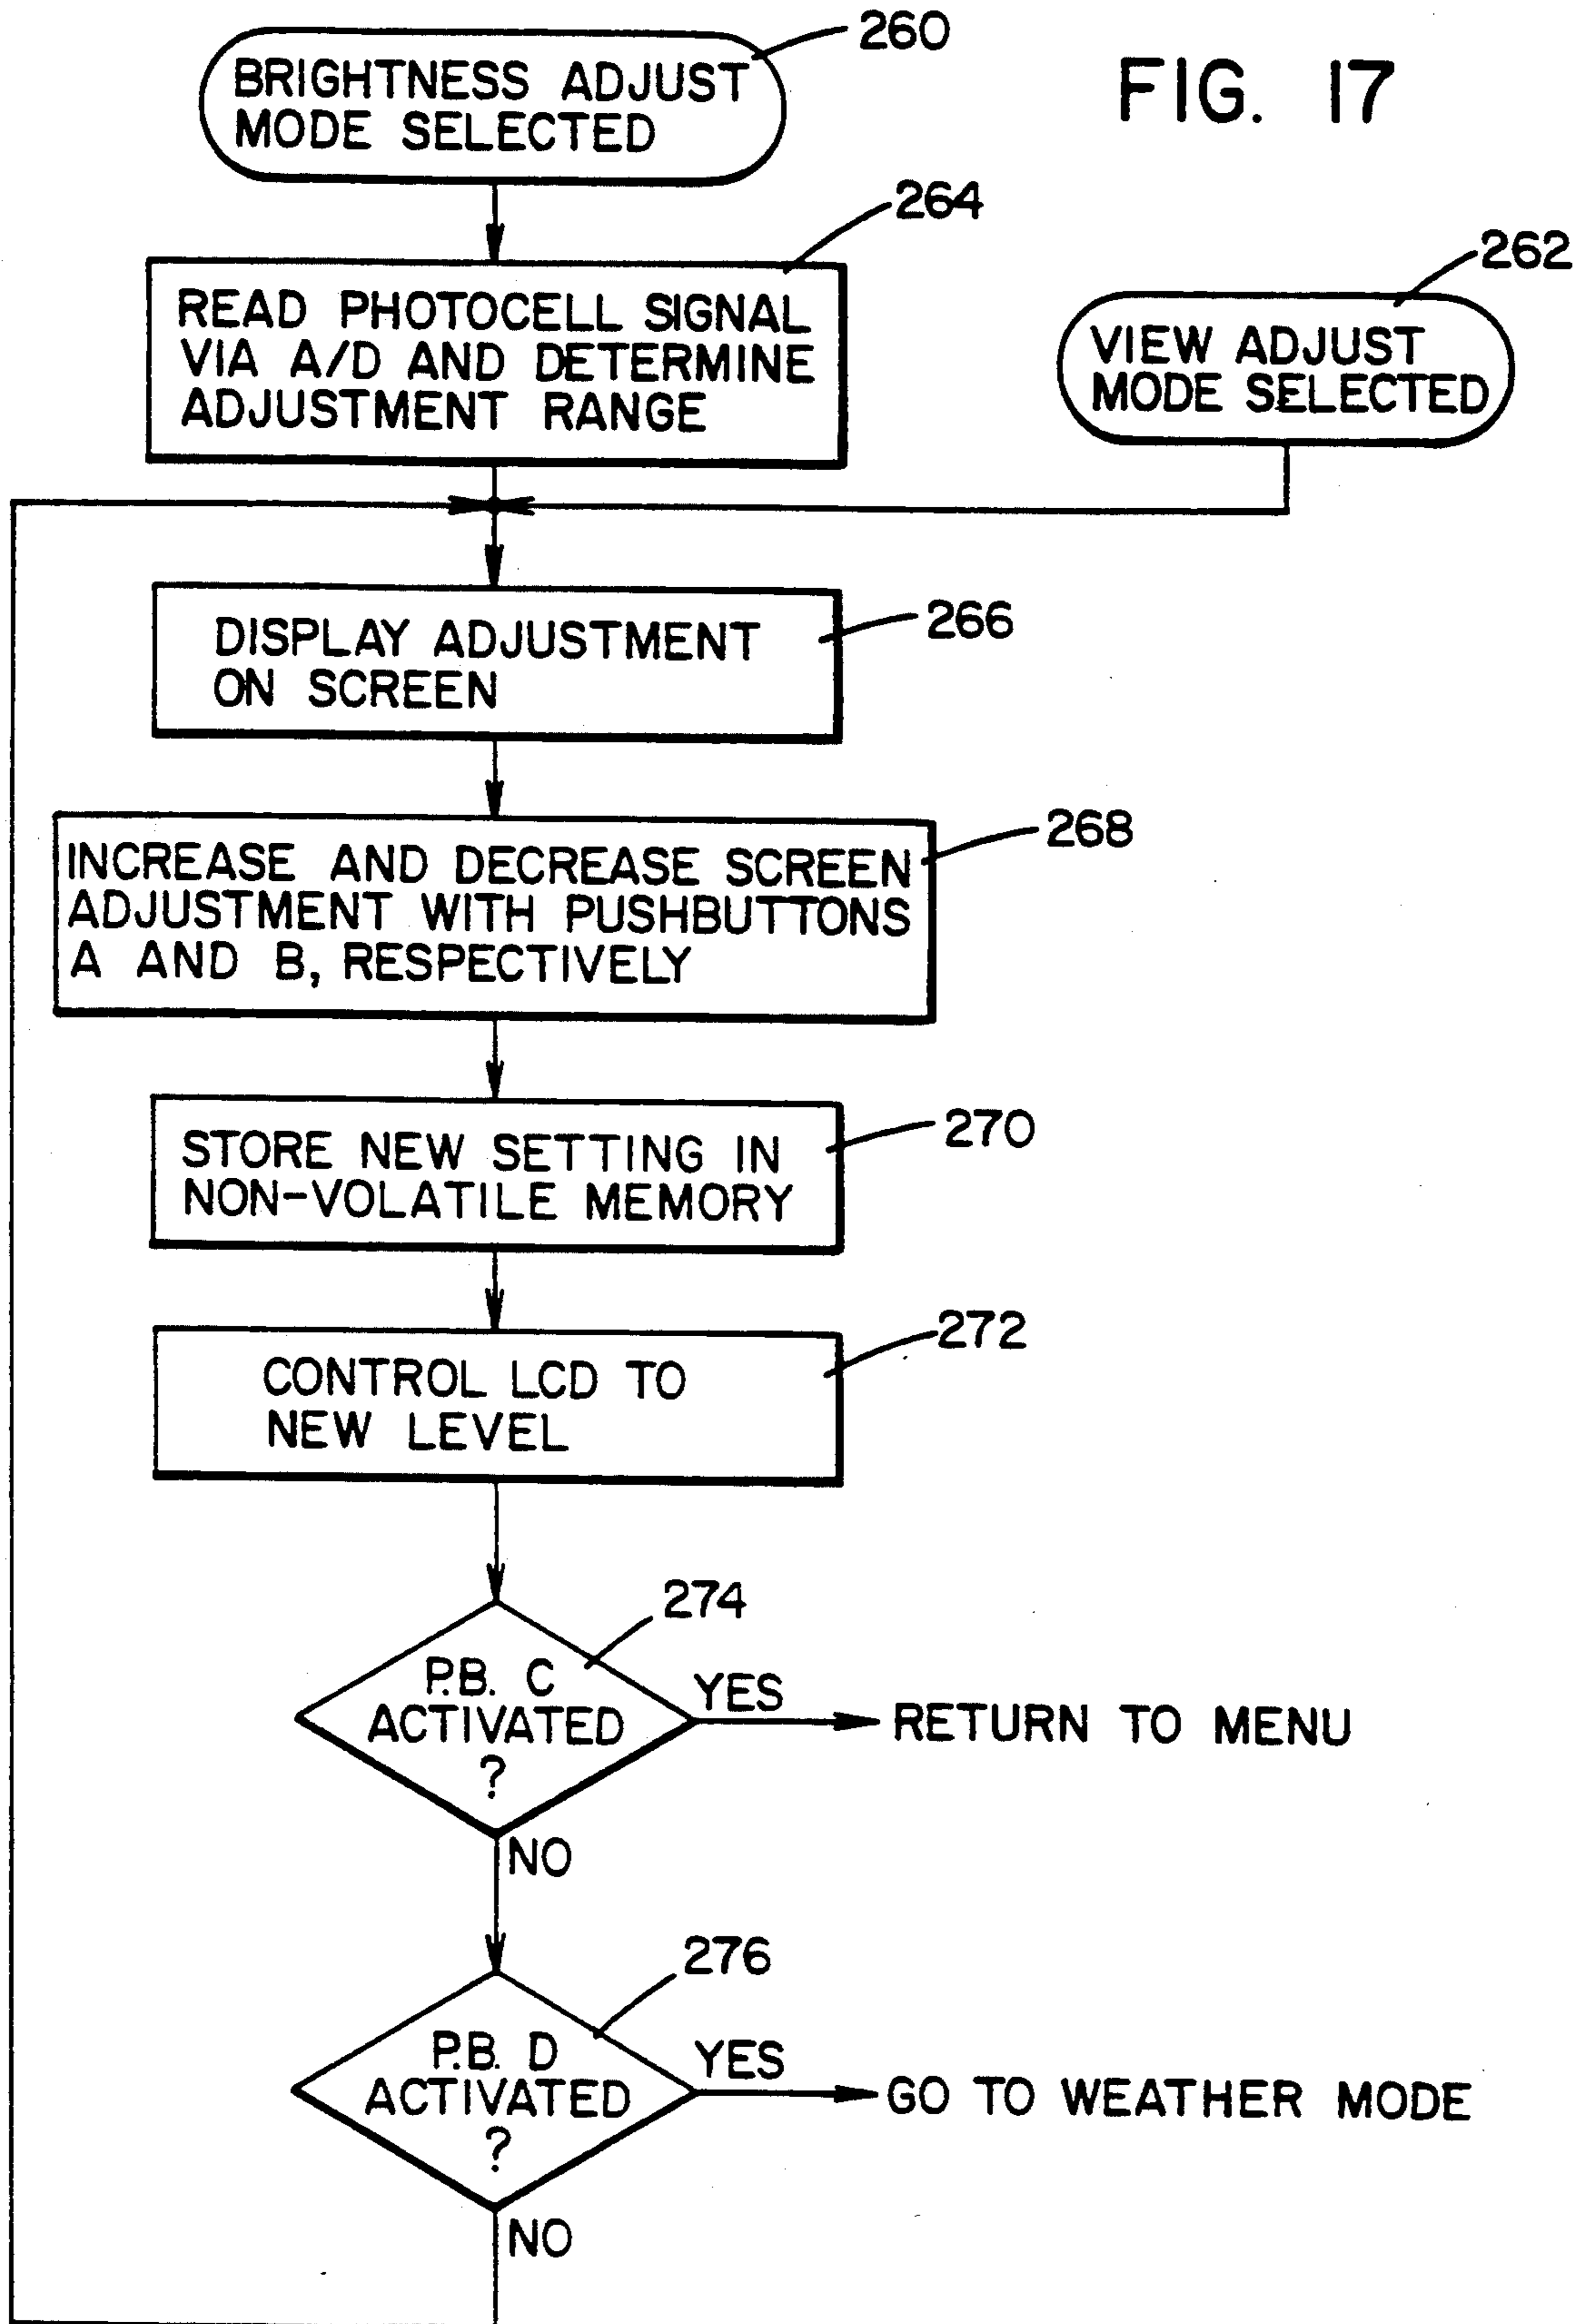 260
BRIGHTNESS ADJUST
MODE SELECTED
FIG. 17
264
READ PHOTOCELL SIGNAL
VIA A/D AND DETERMINE
ADJUSTMENT RANGE
262
VIEW ADJUST
MODE SELECTED
266
DISPLAY ADJUSTMENT
ON SCREEN
268
INCREASE AND DECREASE SCREEN
ADJUSTMENT WITH PUSHBUTTONS
A AND B, RESPECTIVELY
270
STORE NEW SETTING IN
NON-VOLATILE MEMORY
272
CONTROL LCD TO
NEW LEVEL
274
P.B. C
ACTIVATED
?
YES
RETURN TO MENU
NO
276
P.B. D
ACTIVATED
?
YES
GO TO WEATHER MODE
NO